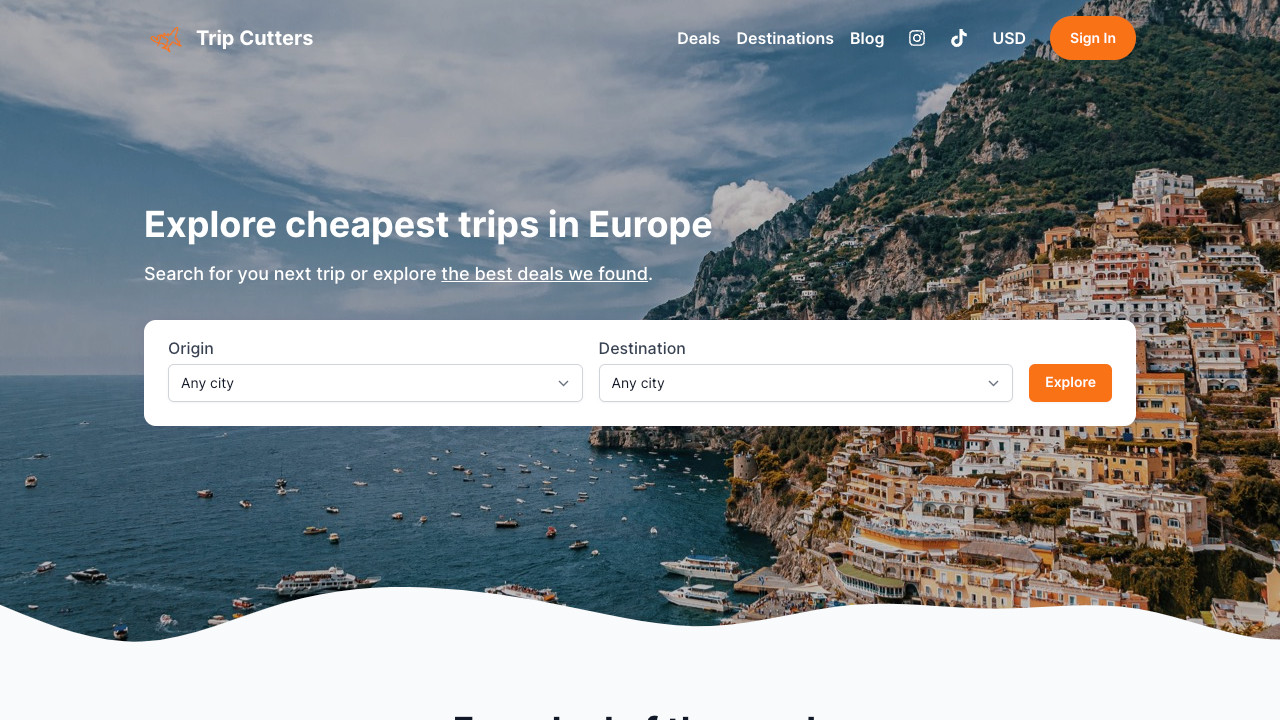 Trip Cutters
Deals Destinations Blog USD Sign In
Explore cheapest trips in Europe
Search for you next trip or explore the best deals we found.
Origin
Destination
Any city
Any city
Explore